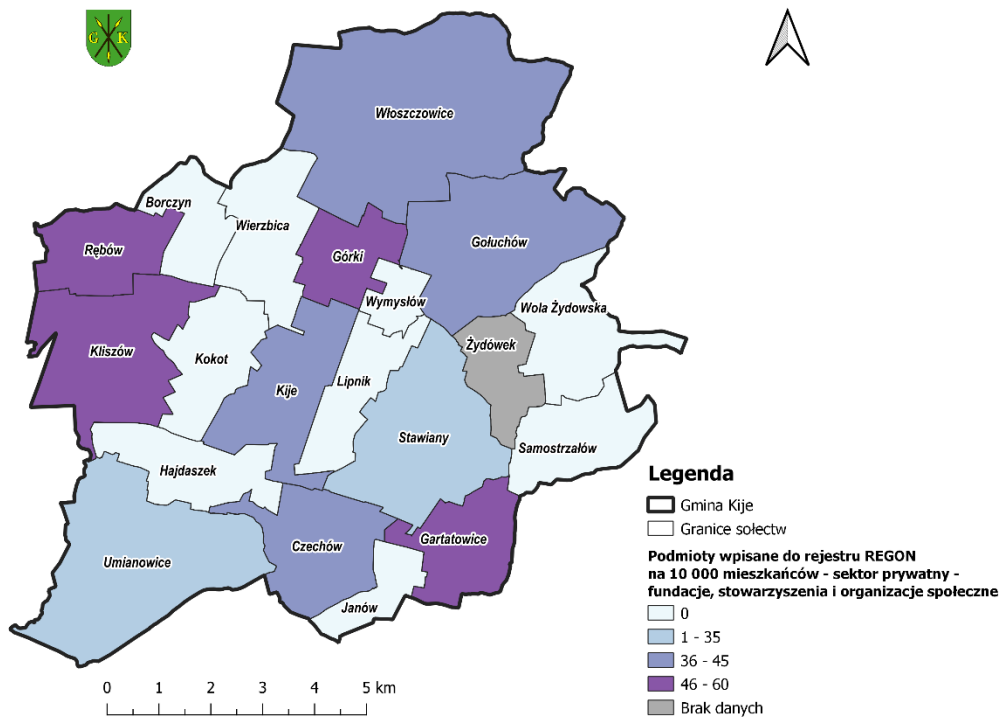 G K
Włoszczowice
Borczyn
Wierzbica
Gołuchów
Rębów
Górki
Wymysłów
Wola Żydowska
Żydówek
Kliszów
Kokot
Lipnik
Kije
Stawiany
Samostrzałów
Hajdaszek
Gartatowice
Czechów
Umianowice
Janów
Legenda
Gmina Kije
Granice sołectw
Podmioty wpisane do rejestru REGON
na 10 000 mieszkańców - sektor prywatny -
fundacje, stowarzyszenia i organizacje społeczne
0
1 - 35
36 - 45
46 - 60
Brak danych
0 1 2 3 4 5 km